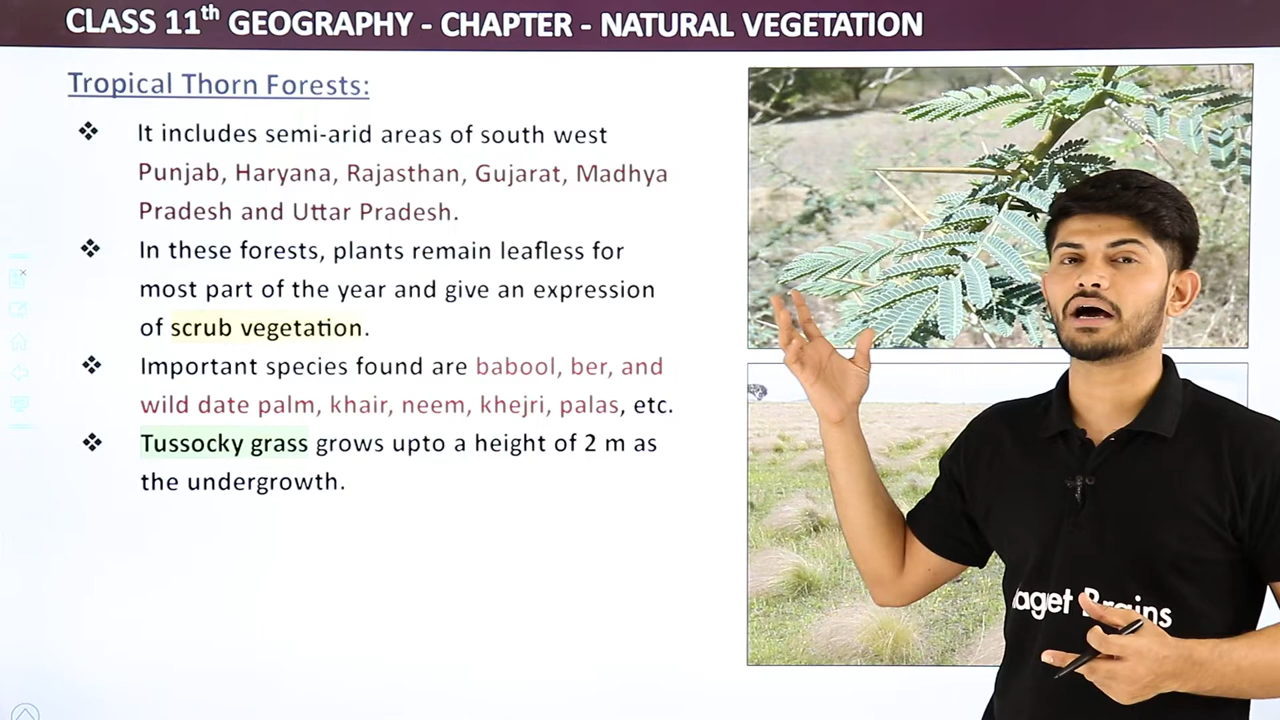 CLASS 11th GEOGRAPHY - CHAPTER - NATURAL VEGETATION
Tropical Thorn Forests:
❖ It includes semi-arid areas of south west
Punjab, Haryana, Rajasthan, Gujarat, Madhya
Pradesh and Uttar Pradesh.
❖ In these forests, plants remain leafless for
most part of the year and give an expression
of scrub vegetation.
❖ Important species found are babool, ber, and
wild date palm, khair, neem, khejri, palas, etc.
❖ Tussocky grass grows upto a height of 2 m as
the undergrowth.